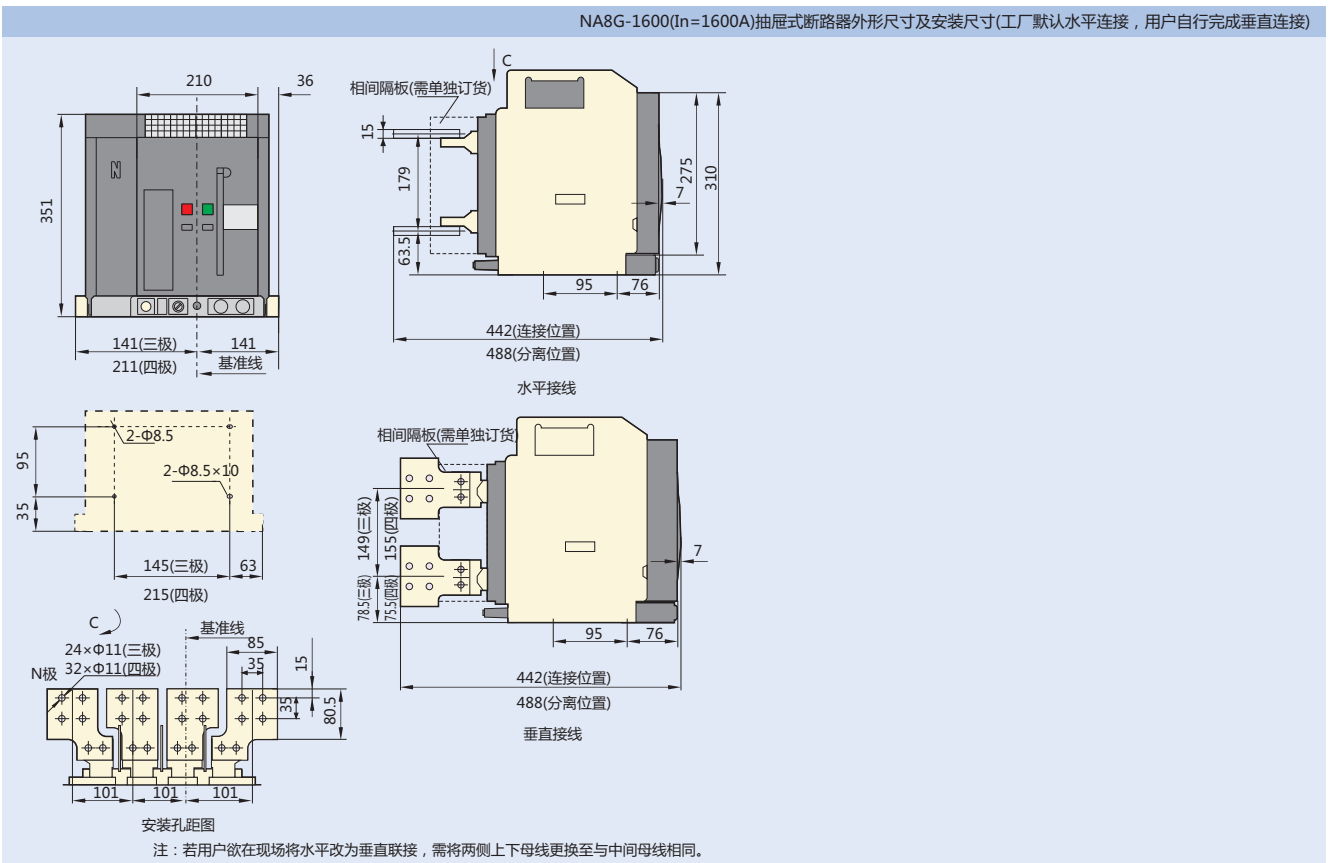 NA8G-1600(In=1600A)抽屉式断路器外形尺寸及安装尺寸(工厂默认水平连接，用户自行完成垂直连接)
210
36
351
N
141(三极)
141
211(四极)
基准线
C
相间隔板(需单独订货)
15
179
63.5
275
310
7
95
76
442(连接位置)
488(分离位置)
水平接线
2-Φ8.5
2-Φ8.5×10
95
35
145(三极)
63
215(四极)
相间隔板(需单独订货)
149(三极)
155(四极)
78.5(三极)
75.5(四极)
7
95
76
442(连接位置)
488(分离位置)
垂直接线
C
基准线
24×Φ11(三极)
N极 32×Φ11(四极)
85
35
15
35
80.5
101
101
101
安装孔距图
注：若用户欲在现场将水平改为垂直联接，需将两侧上下母线更换至与中间母线相同。